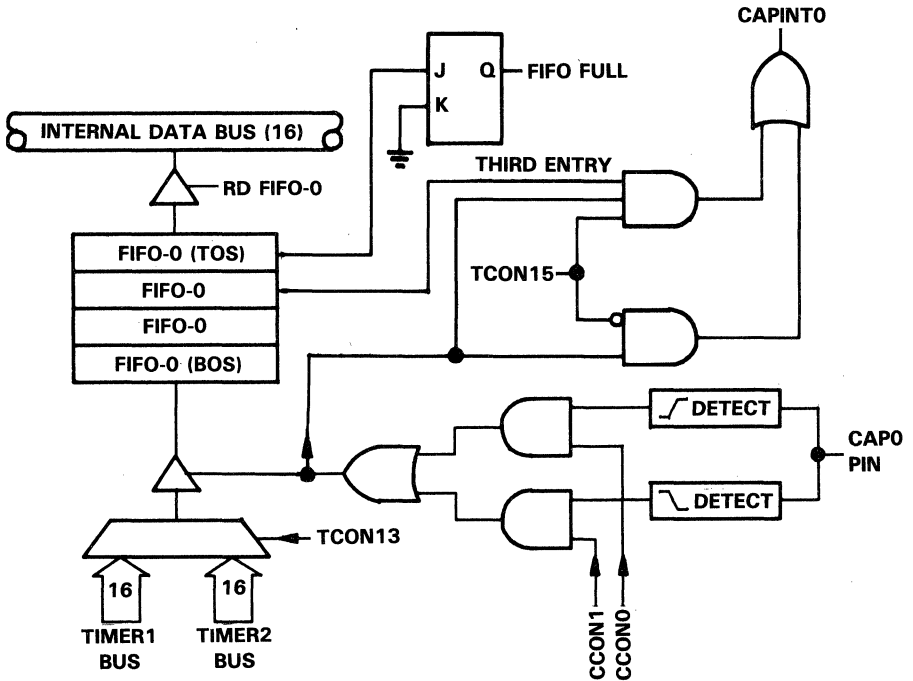 CAPINT0
J Q FIFO FULL
K
INTERNAL DATA BUS (16)
RD FIFO-0
THIRD ENTRY
FIFO-0 (TOS)
FIFO-0
FIFO-0
FIFO-0 (BOS)
TCON15
DETECT
CAP0
PIN
DETECT
TCON13
16
16
TIMER1
BUS
TIMER2
BUS
CCON1
CCON0